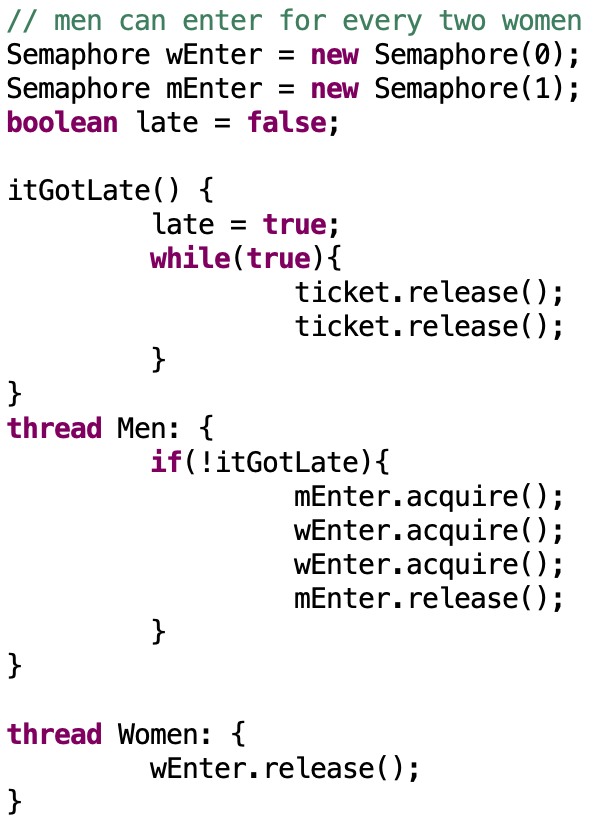 // men can enter for every two women
Semaphore wEnter = new Semaphore(0);
Semaphore mEnter = new Semaphore(1);
boolean late = false;

itGotLate() {
        late = true;
        while(true){
                ticket.release();
                ticket.release();
        }
}
thread Men: {
        if(!itGotLate){
                mEnter.acquire();
                wEnter.acquire();
                wEnter.acquire();
                mEnter.release();
        }
}

thread Women: {
        wEnter.release();
}